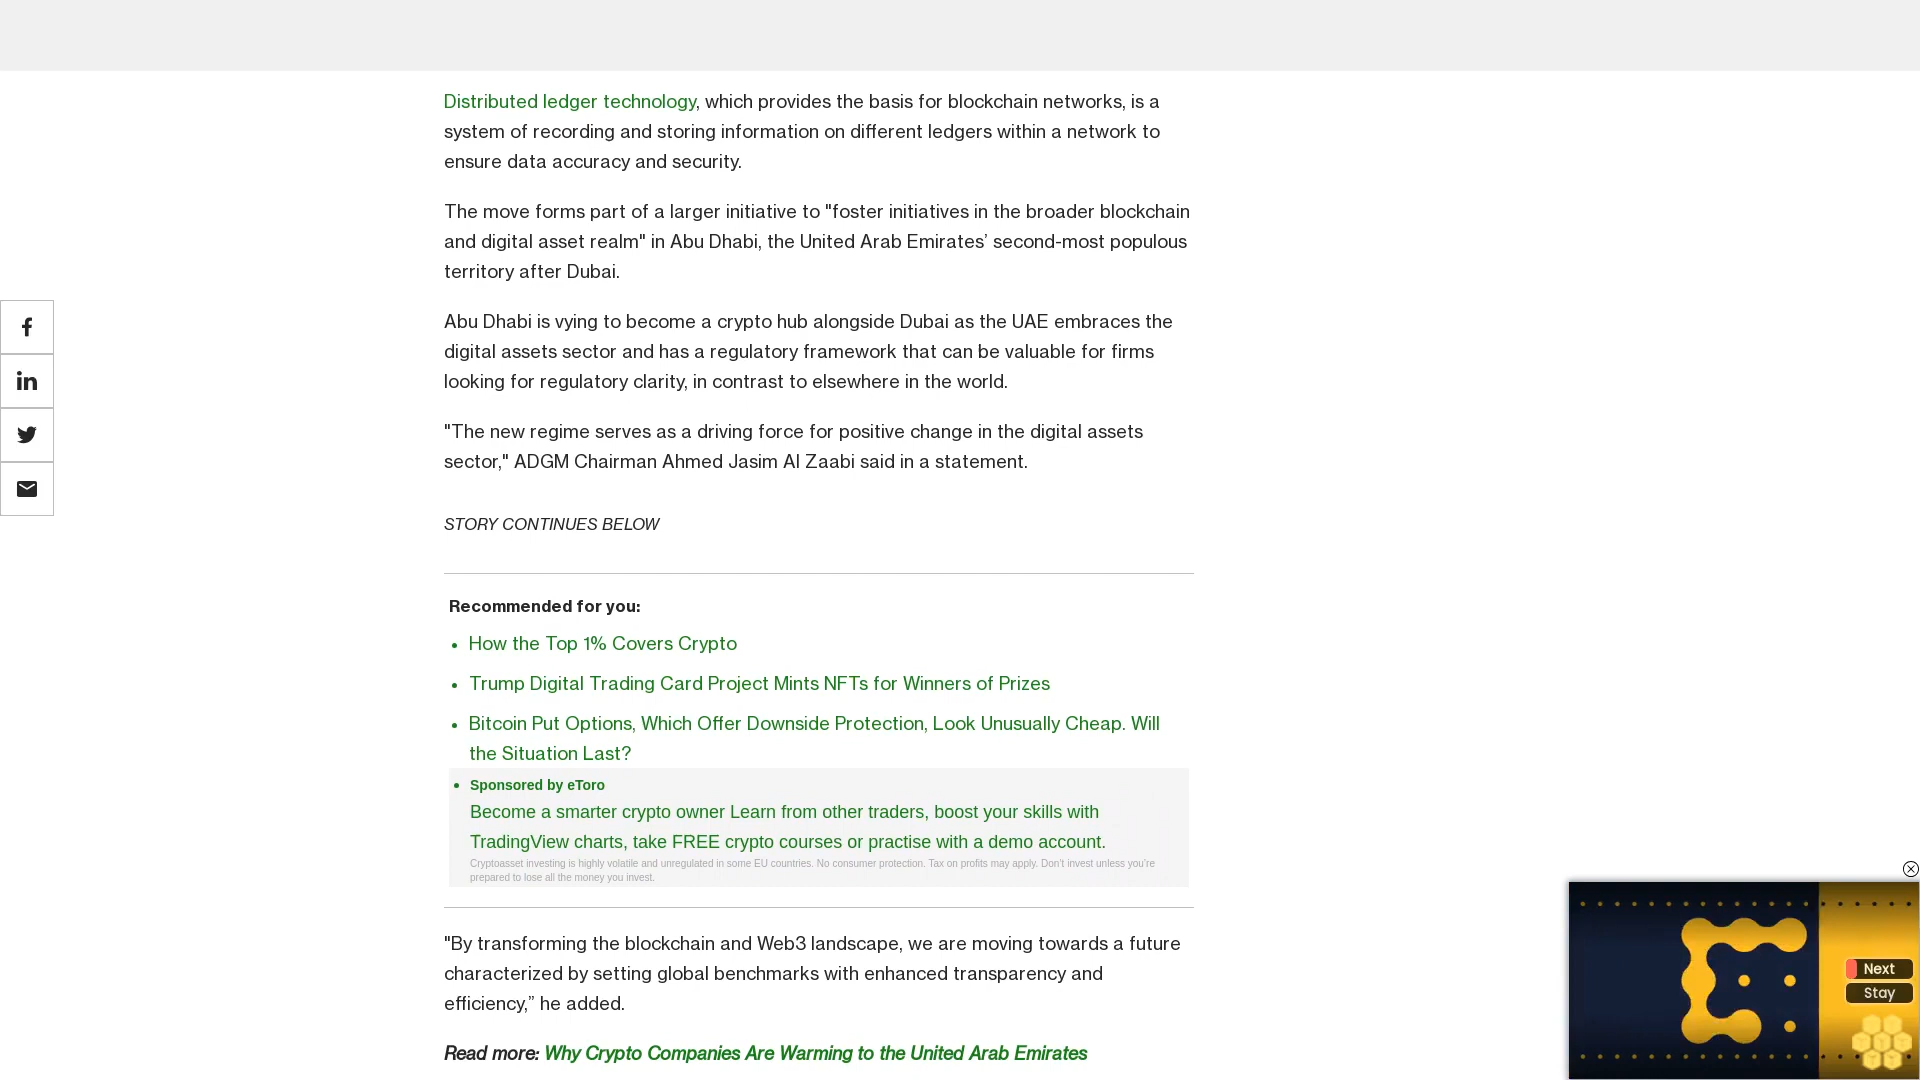 Distributed ledger technology, which provides the basis for blockchain networks, is a
system of recording and storing information on different ledgers within a network to
ensure data accuracy and security.
The move forms part of a larger initiative to "foster initiatives in the broader blockchain
and digital asset realm" in Abu Dhabi, the United Arab Emirates’ second-most populous
territory after Dubai.
Abu Dhabi is vying to become a crypto hub alongside Dubai as the UAE embraces the
digital assets sector and has a regulatory framework that can be valuable for firms
looking for regulatory clarity, in contrast to elsewhere in the world.
"The new regime serves as a driving force for positive change in the digital assets
sector," ADGM Chairman Ahmed Jasim Al Zaabi said in a statement.
STORY CONTINUES BELOW
Recommended for you:
• How the Top 1% Covers Crypto
• Trump Digital Trading Card Project Mints NFTs for Winners of Prizes
• Bitcoin Put Options, Which Offer Downside Protection, Look Unusually Cheap. Will
the Situation Last?
• Sponsored by eToro
Become a smarter crypto owner Learn from other traders, boost your skills with
TradingView charts, take FREE crypto courses or practise with a demo account.
Cryptoasset investing is highly volatile and unregulated in some EU countries. No consumer protection. Tax on profits may apply. Don’t invest unless you’re
prepared to lose all the money you invest.
"By transforming the blockchain and Web3 landscape, we are moving towards a future
characterized by setting global benchmarks with enhanced transparency and
efficiency,” he added.
Read more: Why Crypto Companies Are Warming to the United Arab Emirates
Next
Stay